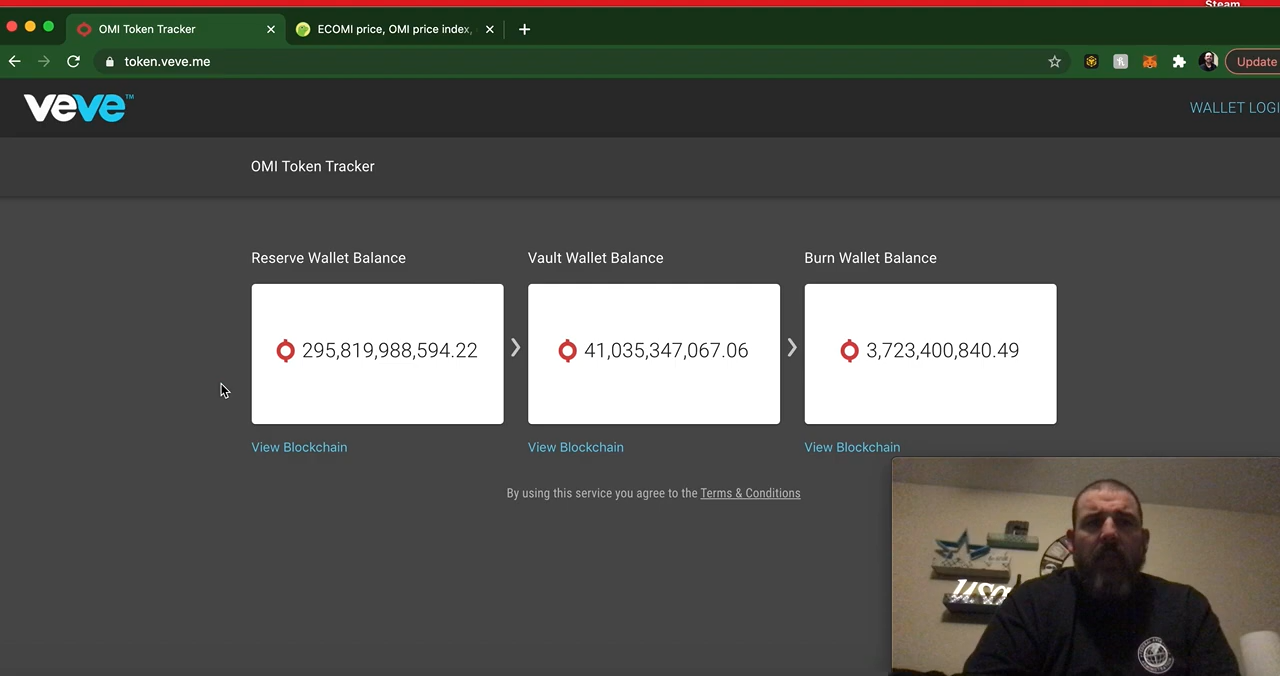 Steam
OMI Token Tracker
ECOMI price, OMI price index,
token.veve.me
Update
veve™
WALLET LOGI
OMI Token Tracker
Reserve Wallet Balance
Vault Wallet Balance
Burn Wallet Balance
295,819,988,594.22
41,035,347,067.06
3,723,400,840.49
View Blockchain
View Blockchain
View Blockchain
By using this service you agree to the Terms & Conditions